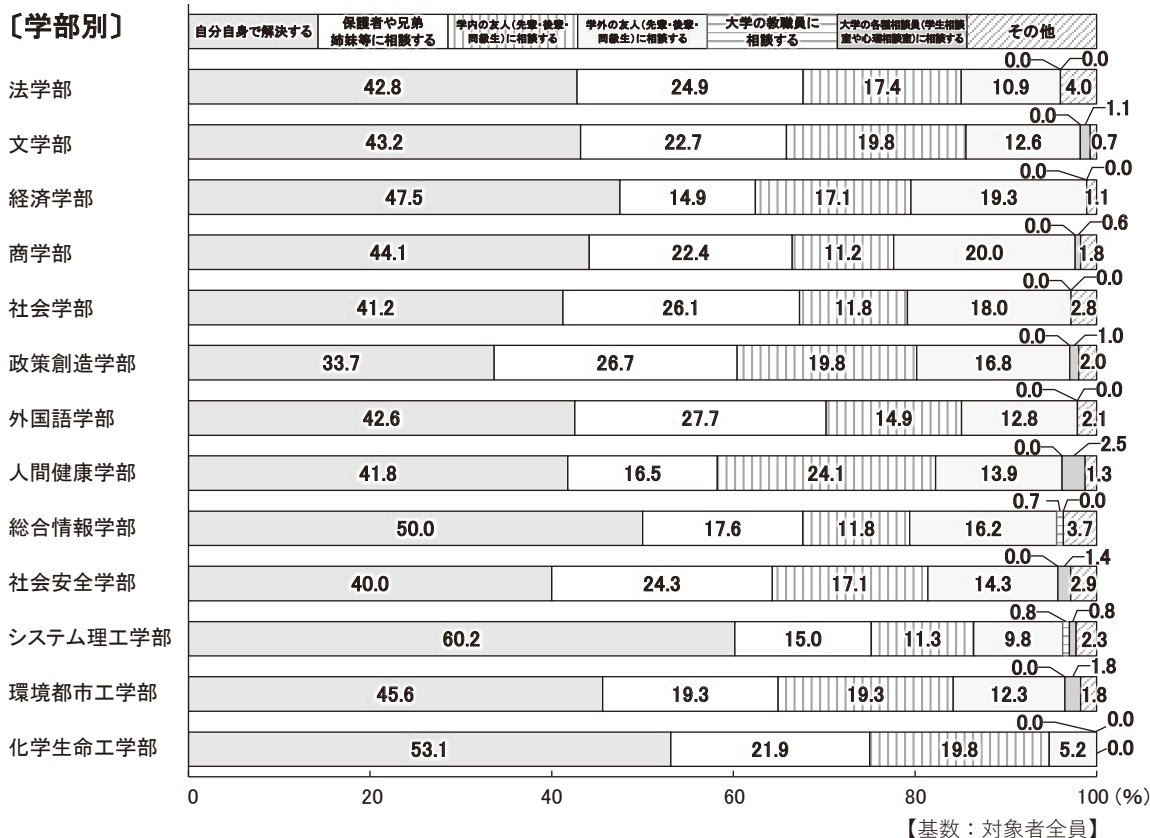 〔学部別〕
自分自身で解決する
保護者や兄弟
姉妹等に相談する
学内の友人(先輩・後輩・
同級生)に相談する
学外の友人(先輩・後輩・
同級生)に相談する
大学の教職員に
相談する
大学の各種相談員(学生相談
室や心理相談室)に相談する
その他
0.0 0.0
法学部 42.8 24.9 17.4 10.9 4.0
0.0 1.1
文学部 43.2 22.7 19.8 12.6 0.7
0.0 0.0
経済学部 47.5 14.9 17.1 19.3 1.1
0.0 0.6
商学部 44.1 22.4 11.2 20.0 1.8
0.0 0.0
社会学部 41.2 26.1 11.8 18.0 2.8
0.0 1.0
政策創造学部 33.7 26.7 19.8 16.8 2.0
0.0 0.0
外国語学部 42.6 27.7 14.9 12.8 2.1
0.0 2.5
人間健康学部 41.8 16.5 24.1 13.9 1.3
0.7 0.0
総合情報学部 50.0 17.6 11.8 16.2 3.7
0.0 1.4
社会安全学部 40.0 24.3 17.1 14.3 2.9
0.8 0.8
システム理工学部 60.2 15.0 11.3 9.8 2.3
0.0 1.8
環境都市工学部 45.6 19.3 19.3 12.3 1.8
0.0 0.0
化学生命工学部 53.1 21.9 19.8 5.2 0.0
0 20 40 60 80 100 (%)
【基数：対象者全員】